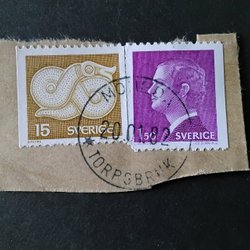 15 SVERIGE
150 SVERIGE
20.01.82
* TORPSBRUK